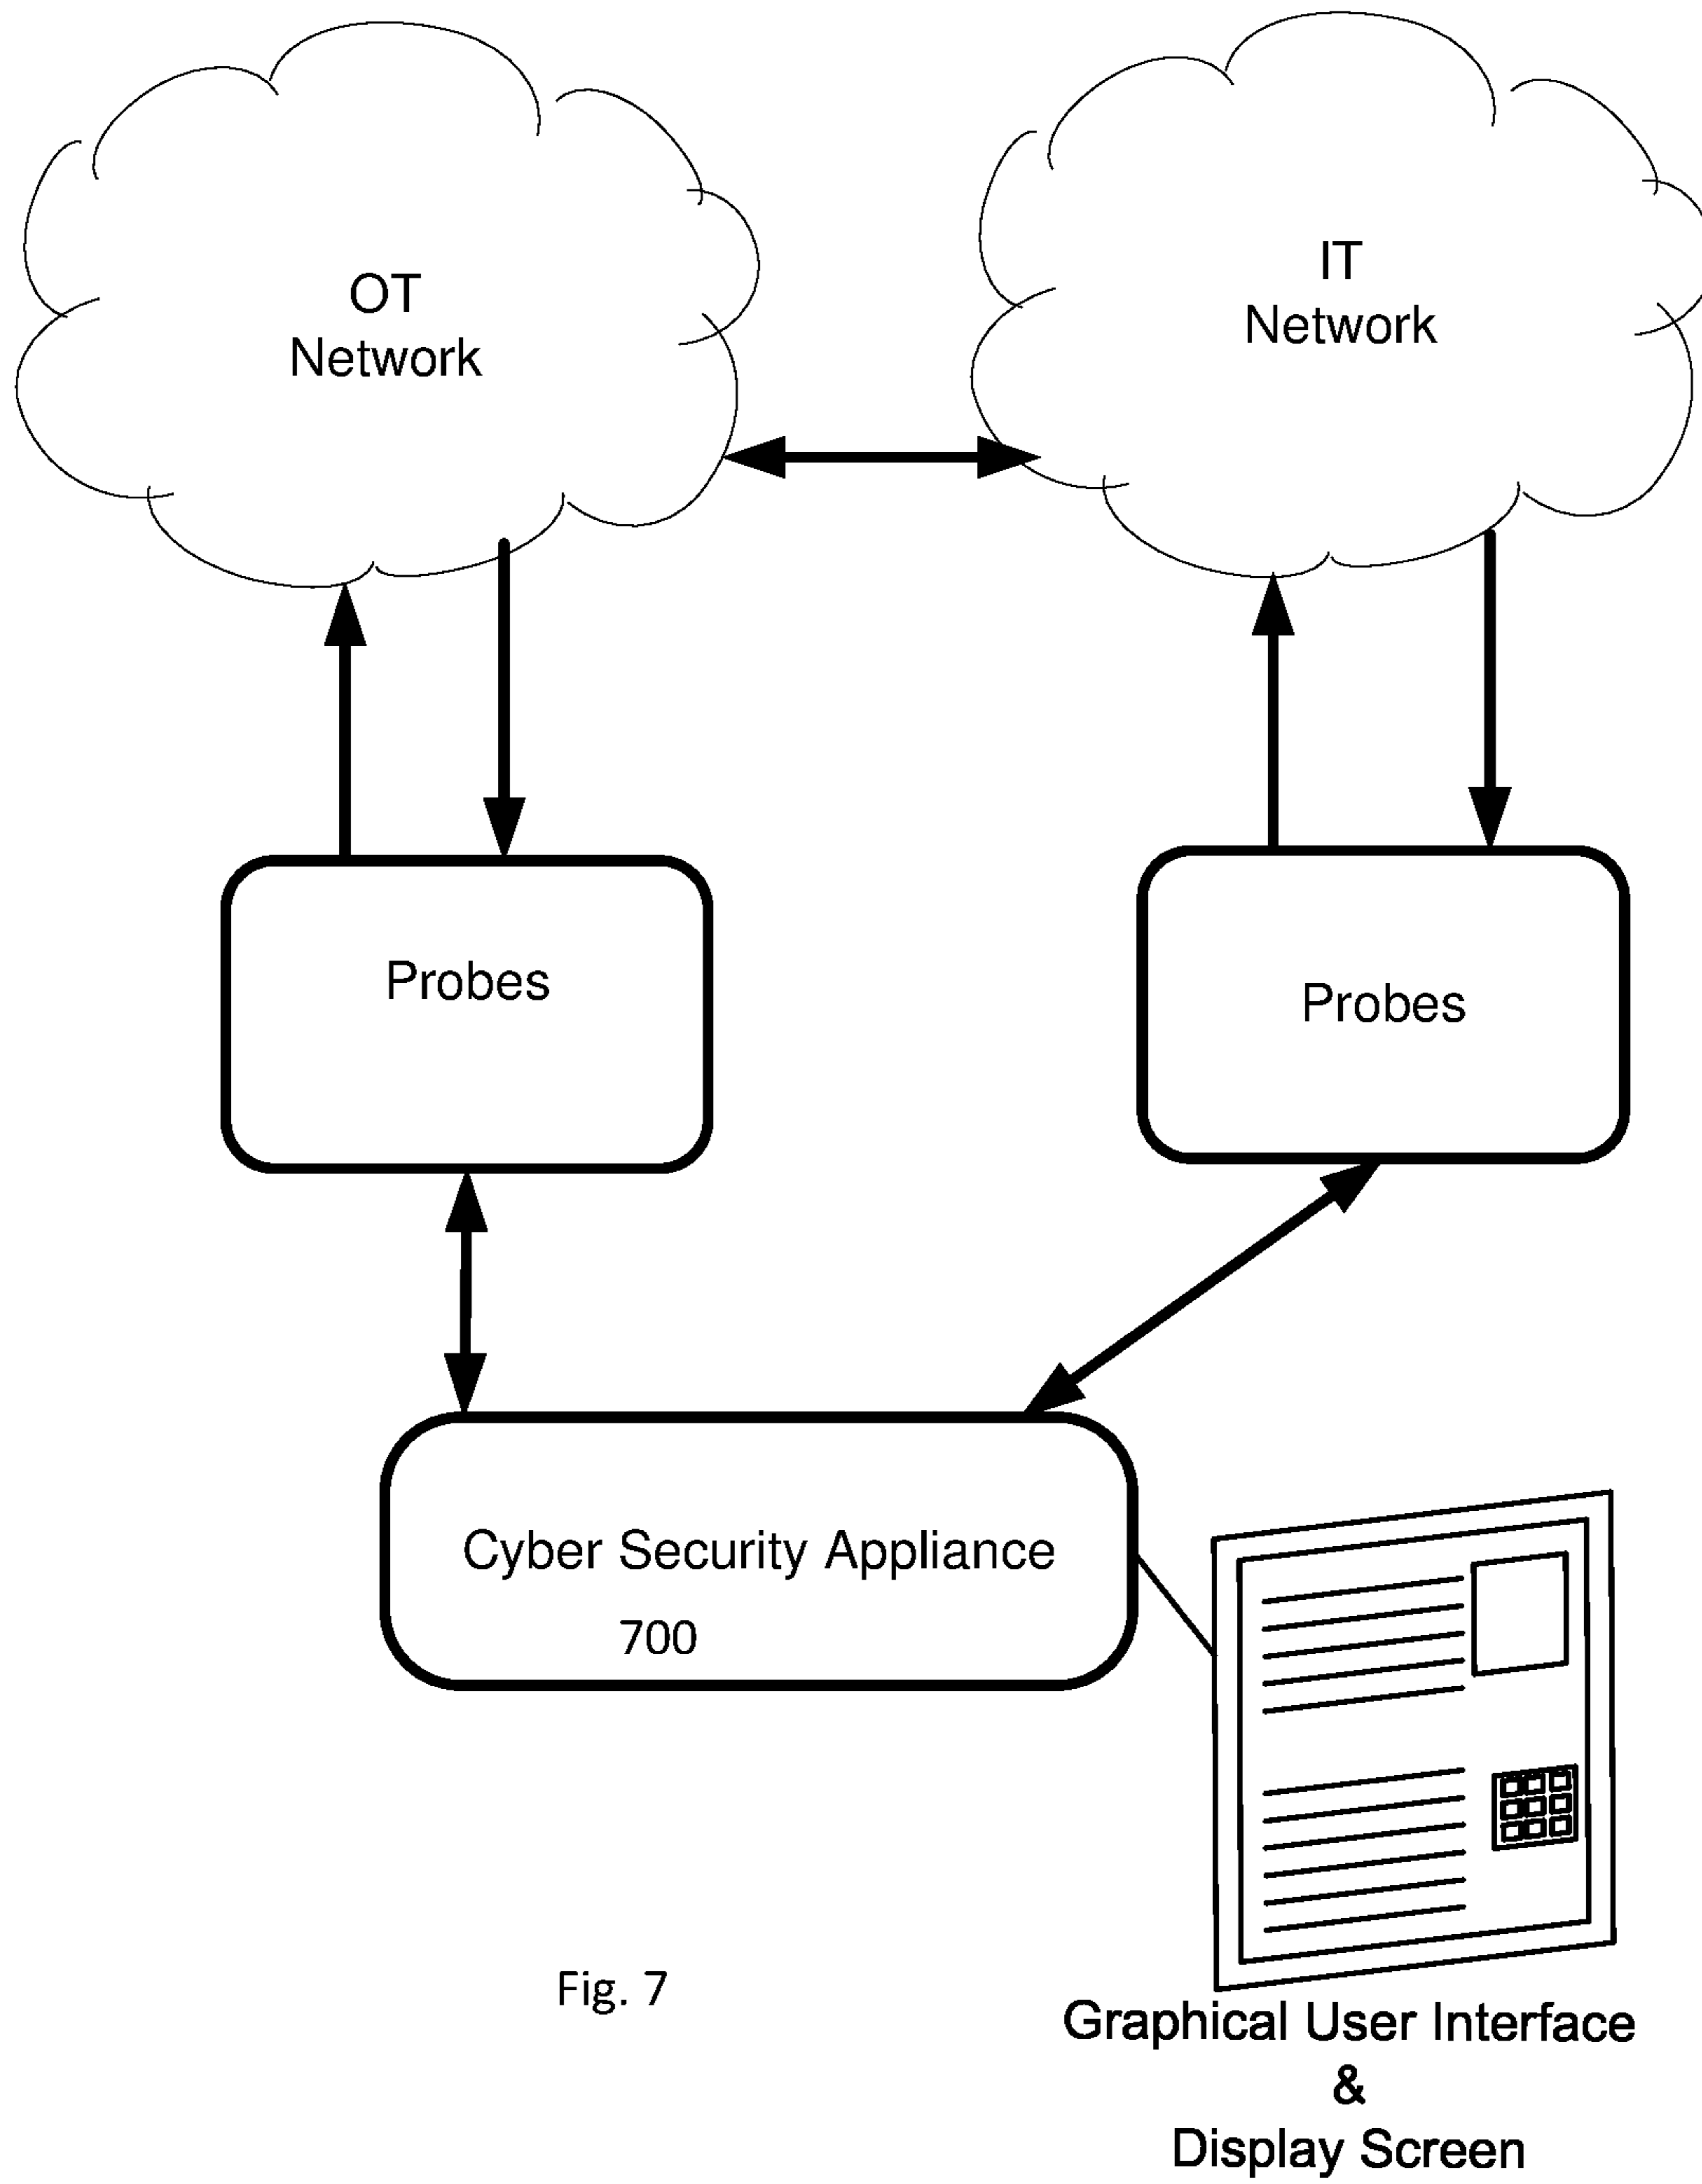 OT
Network
IT
Network
Probes
Probes
Cyber Security Appliance
700
Fig. 7
Graphical User Interface
&
Display Screen